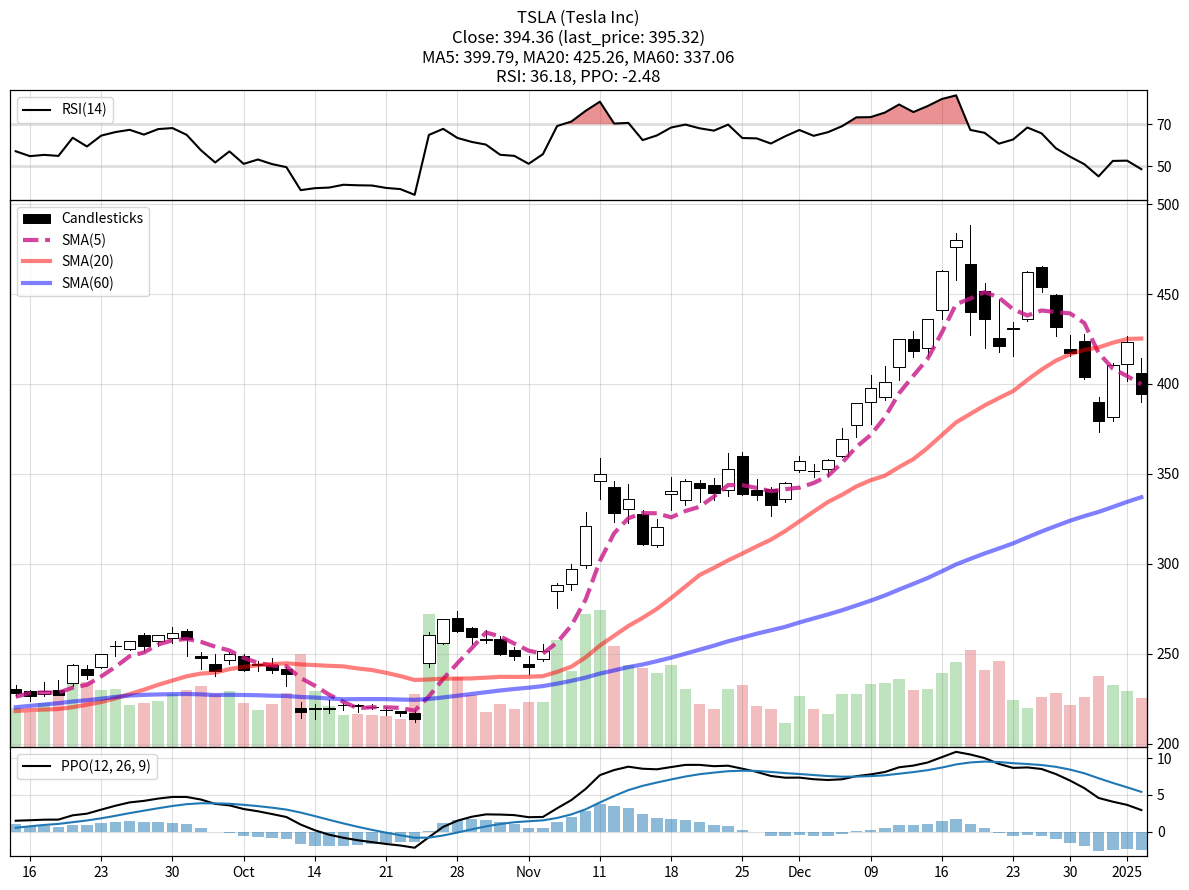 TSLA (Tesla Inc)
Close: 394.36 (last_price: 395.32)
MA5: 399.79, MA20: 425.26, MA60: 337.06
RSI: 36.18, PPO: -2.48
RSI(14)
70
50
Candlesticks
SMA(5)
SMA(20)
SMA(60)
500
450
400
350
300
250
200
PPO(12, 26, 9)
10
5
0
16 23 30 Oct 14 21 28 Nov 11 18 25 Dec 09 16 23 30 2025